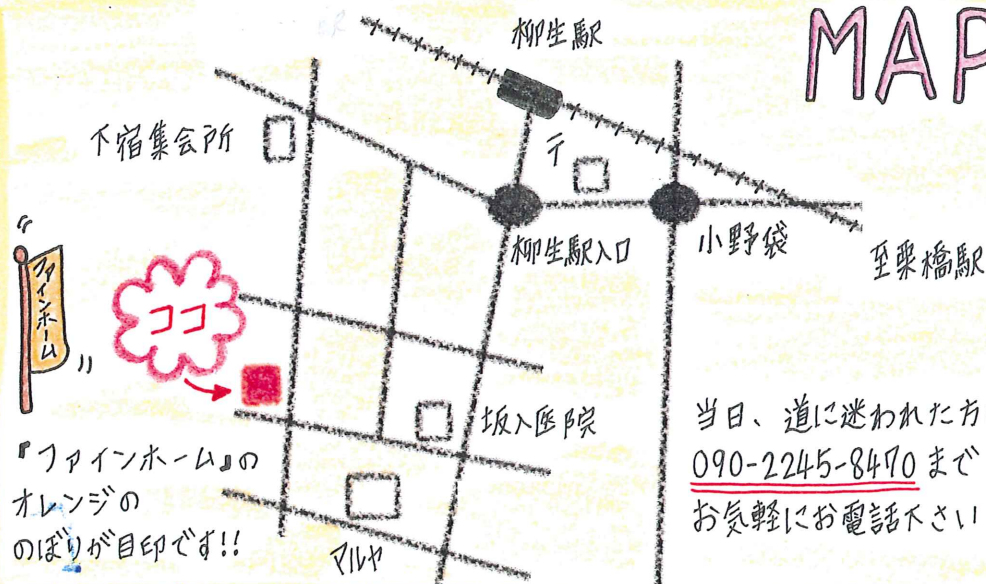 MAP
柳生駅
〒
下宿集会所
柳生駅入口
小野袋
至栗橋駅
ファインホーム
ココ
坂入医院
マルヤ
『ファインホーム』の
オレンジの
のぼりが目印です!!
当日、道に迷われた方
090-2245-8470まで
お気軽にお電話下さい